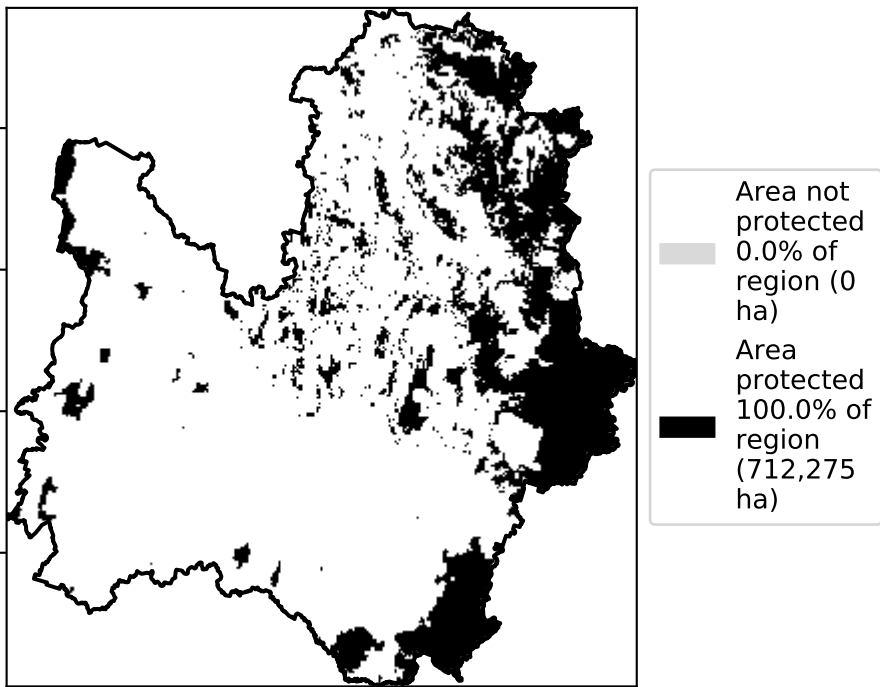 Area not
protected
0.0% of
region (0
ha)
Area
protected
100.0% of
region
(712,275
ha)